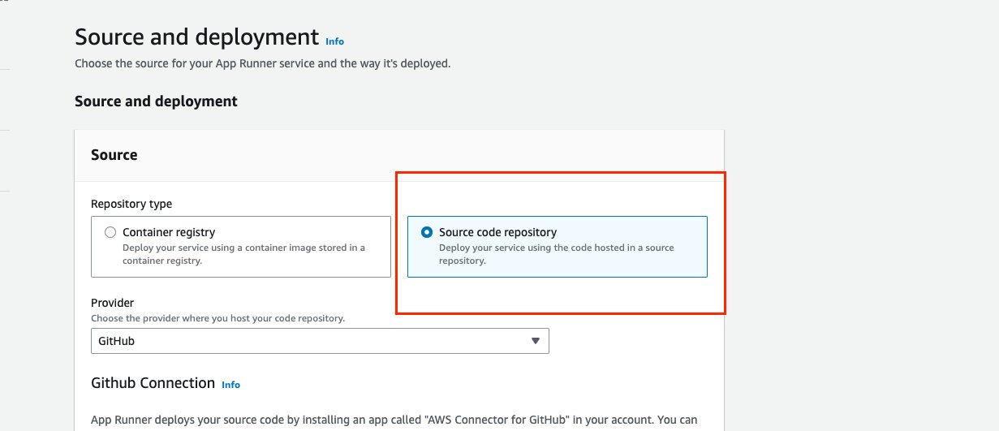 Source and deployment Info
Choose the source for your App Runner service and the way it's deployed.
Source and deployment
Source
Repository type
Container registry
Deploy your service using a container image stored in a
container registry.
Source code repository
Deploy your service using the code hosted in a source
repository.
Provider
Choose the provider where you host your code repository.
GitHub
Github Connection Info
App Runner deploys your source code by installing an app called "AWS Connector for GitHub" in your account. You can